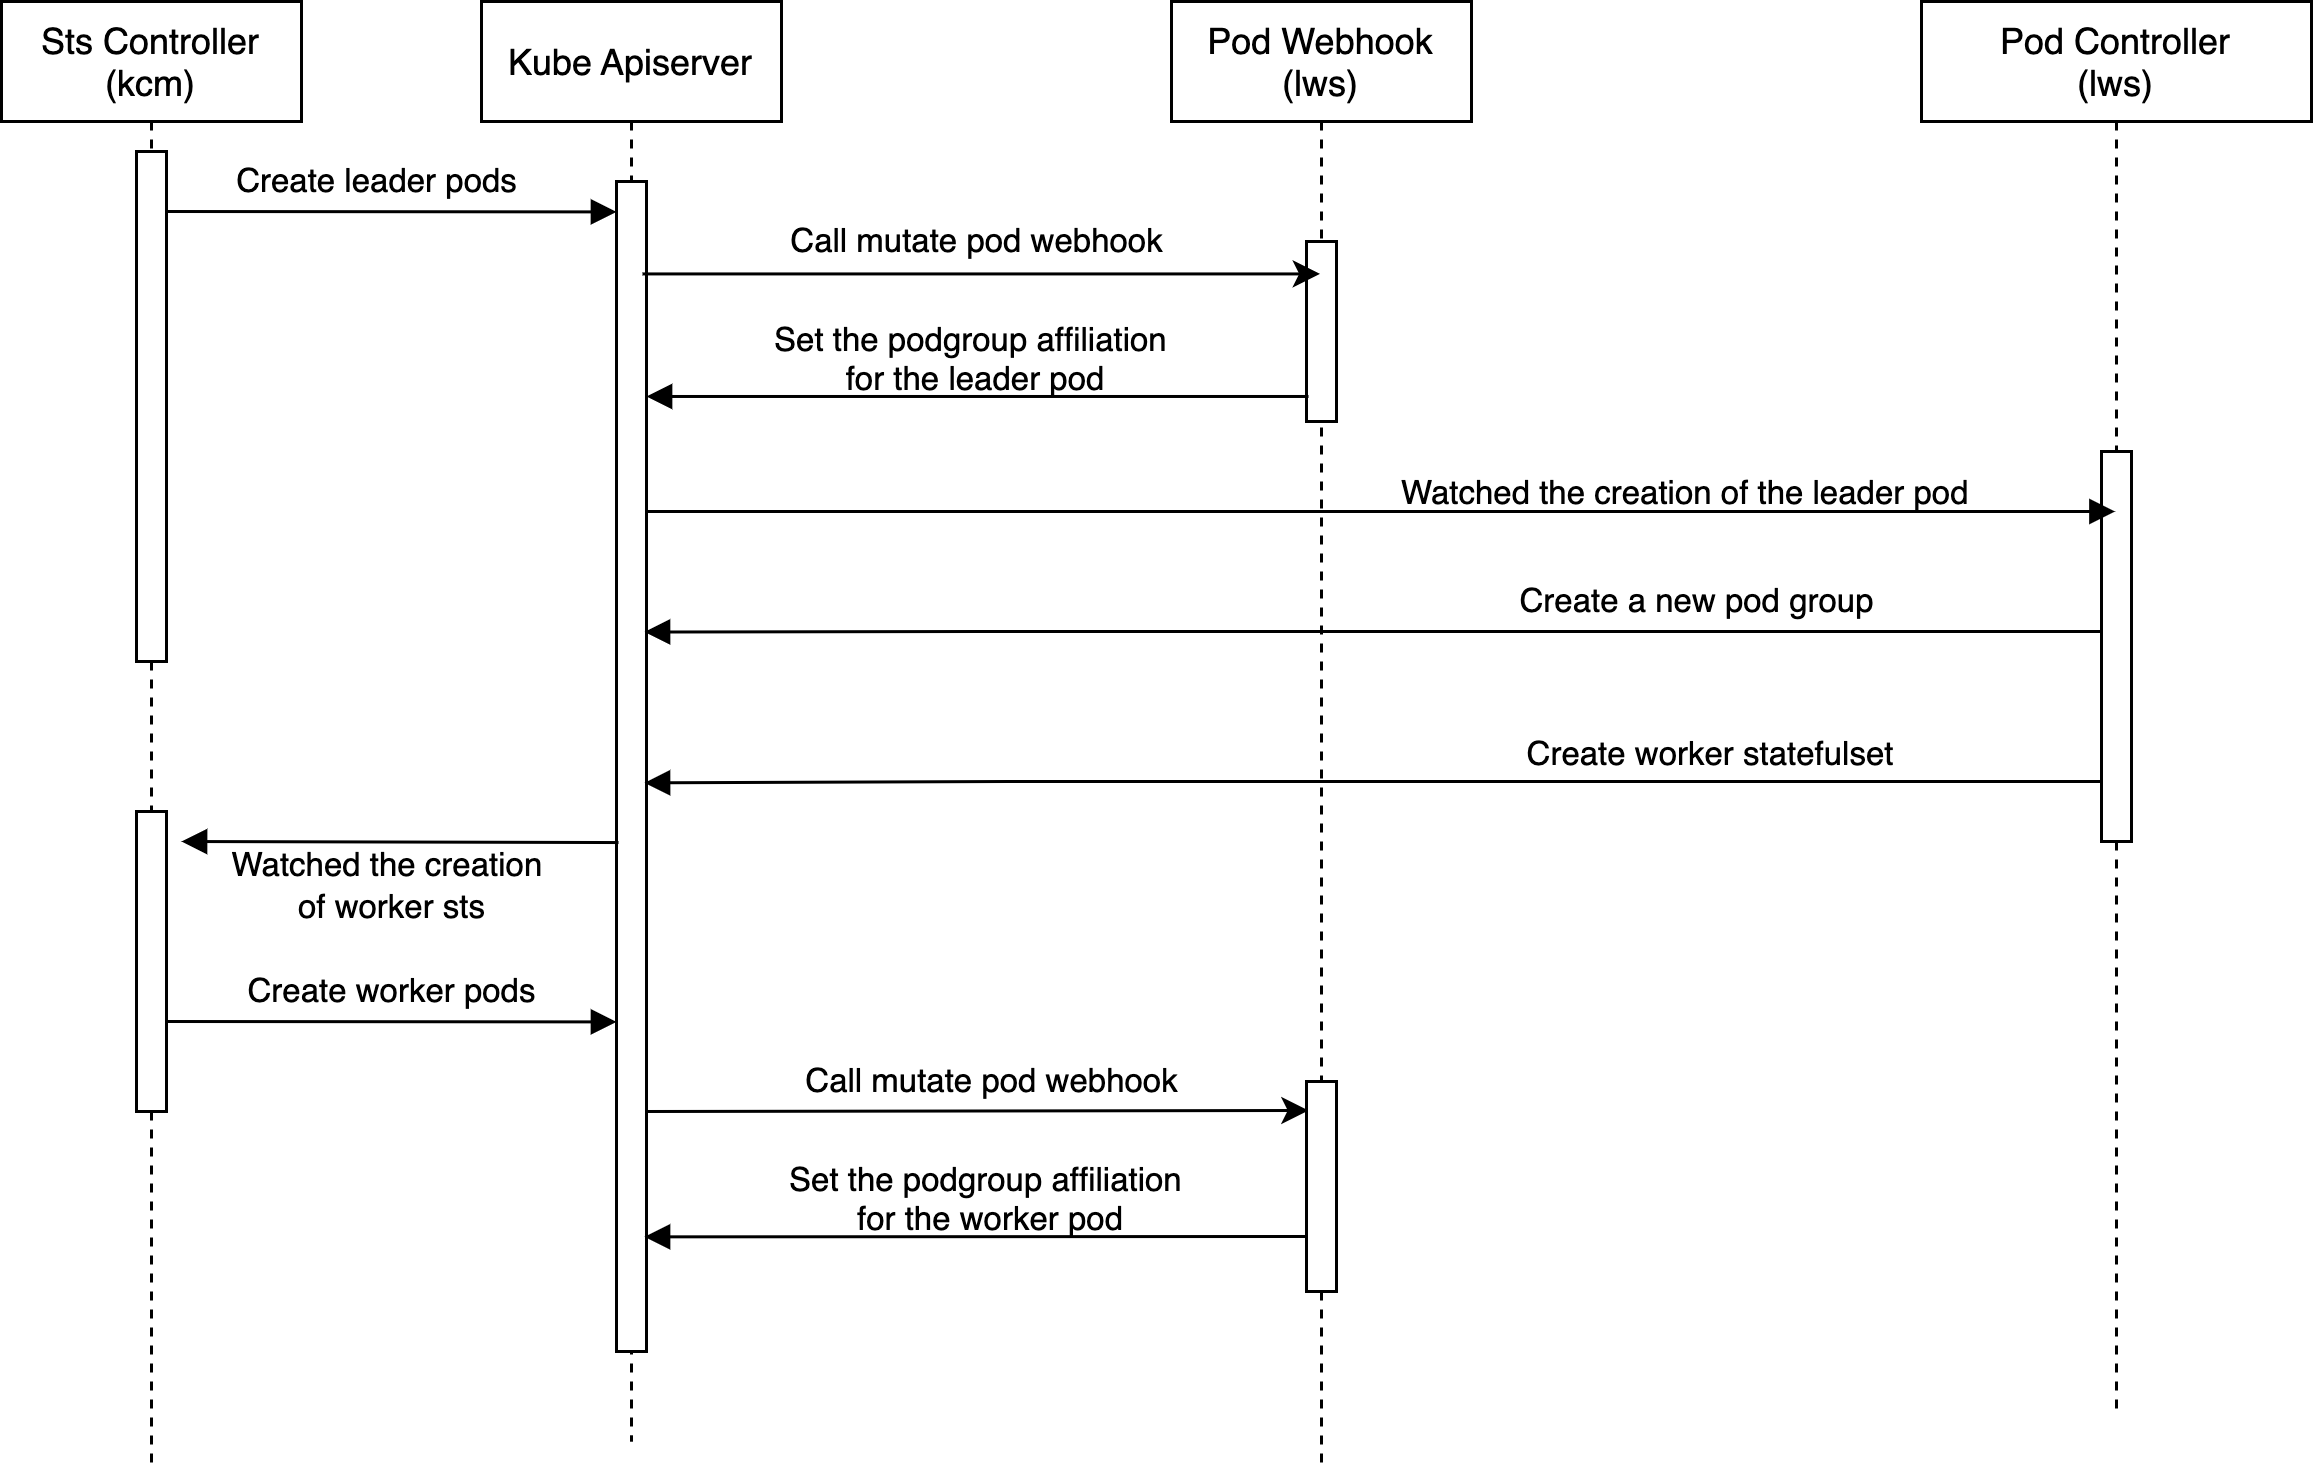 Sts Controller
(kcm)
Kube Apiserver
Pod Webhook
(lws)
Pod Controller
(lws)
Create leader pods
Call mutate pod webhook
Set the podgroup affiliation
for the leader pod
Watched the creation of the leader pod
Create a new pod group
Create worker statefulset
Watched the creation
of worker sts
Create worker pods
Call mutate pod webhook
Set the podgroup affiliation
for the worker pod